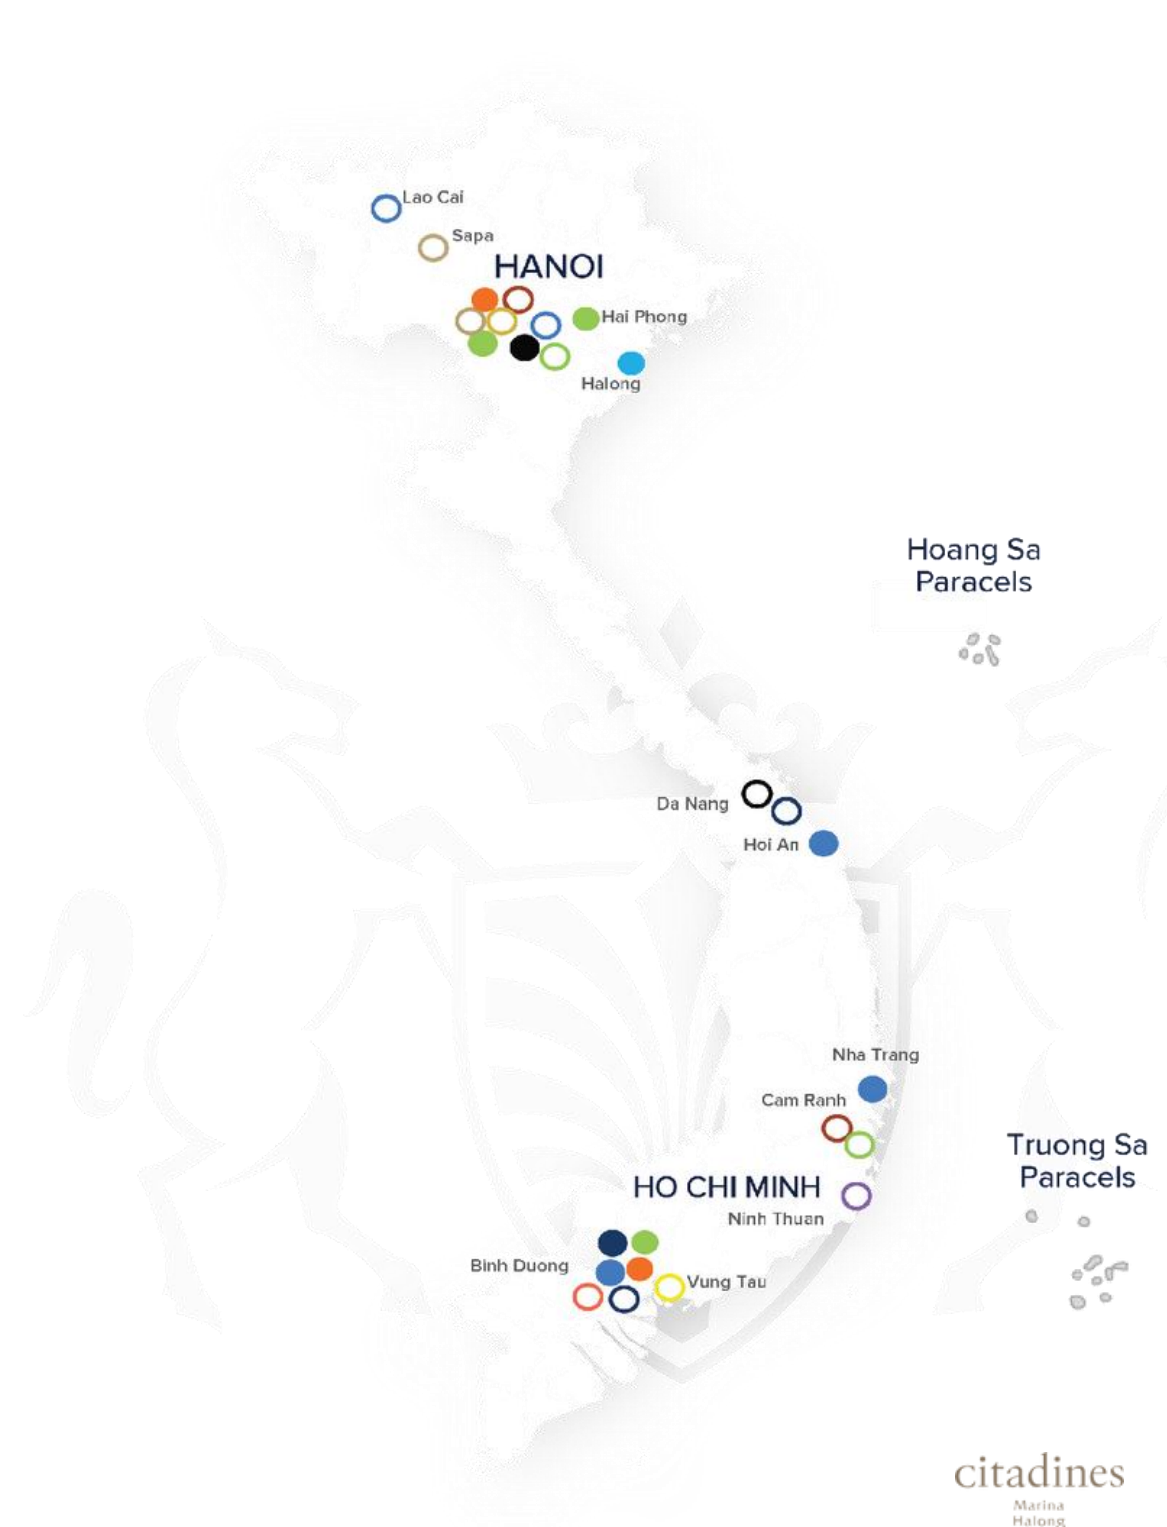 Lao Cai
Sapa
HANOI
Hai Phong
Halong
Hoang Sa
Paracels
Da Nang
Hoi An
Nha Trang
Cam Ranh
Truong Sa
Paracels
HO CHI MINH
Ninh Thuan
Binh Duong
Vung Tau
citadines
Marina
Halong